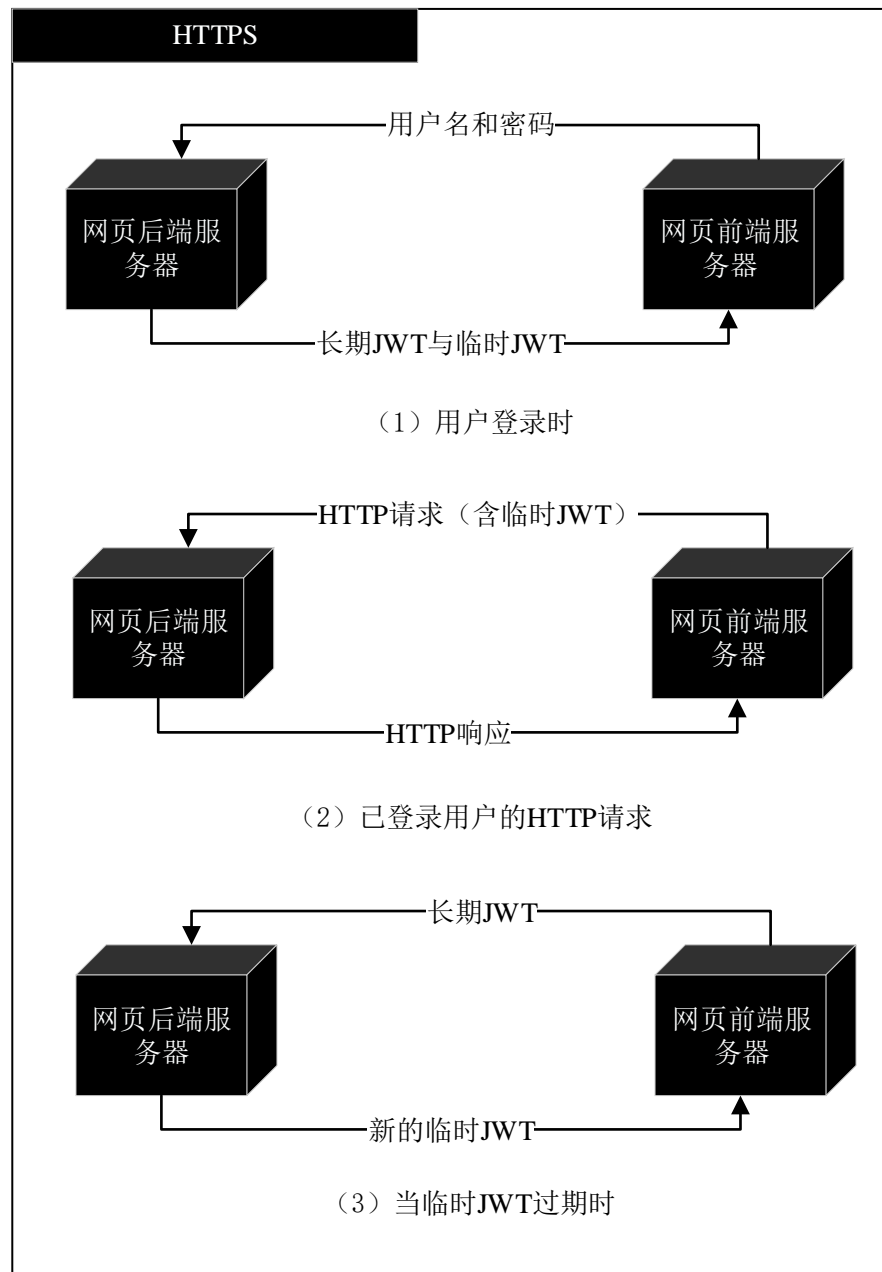 HTTPS
用户名和密码
网页后端服
务器
网页前端服
务器
长期JWT与临时JWT
（1）用户登录时
HTTP请求（含临时JWT）
网页后端服
务器
网页前端服
务器
HTTP响应
（2）已登录用户的HTTP请求
长期JWT
网页后端服
务器
网页前端服
务器
新的临时JWT
（3）当临时JWT过期时